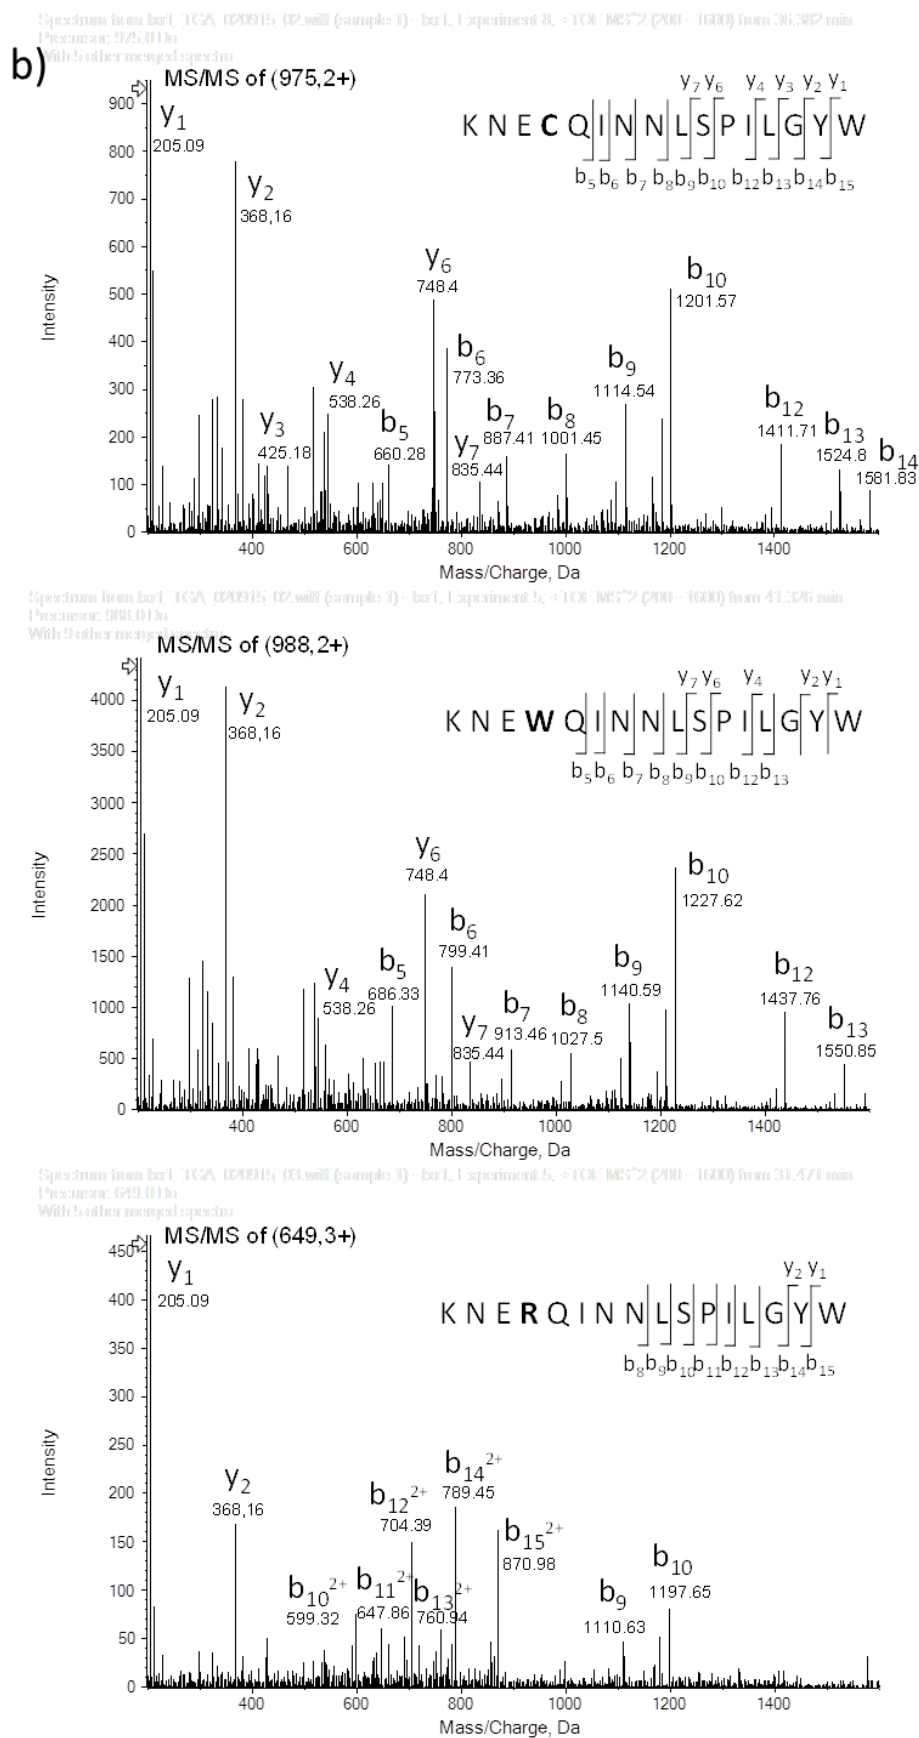 b)
MS/MS of (975,2+)
y7 y6 y4 y3 y2 y1
K N E C Q I N N L S P I L G Y W
b5 b6 b7 b8 b9 b10 b12 b13 b14 b15
Intensity
900
800
700
600
500
400
300
200
100
0
y1
205.09
y2
368,16
y3
425.18
y4
538.26
b5
660.28
y6
748.4
b6
773.36
y7
835.44
b7
887.41
b8
1001.45
b9
1114.54
b10
1201.57
b12
1411.71
b13
1524.8
b14
1581.83
400 600 800 1000 1200 1400
Mass/Charge, Da
MS/MS of (988,2+)
y7 y6 y4 y2 y1
K N E W Q I N N L S P I L G Y W
b5 b6 b7 b8 b9 b10 b12 b13
Intensity
4000
3500
3000
2500
2000
1500
1000
500
0
y1
205.09
y2
368,16
y4
538.26
b5
686.33
y6
748.4
b6
799.41
y7
835.44
b7
913.46
b8
1027.5
b9
1140.59
b10
1227.62
b12
1437.76
b13
1550.85
400 600 800 1000 1200 1400
Mass/Charge, Da
MS/MS of (649,3+)
y2 y1
K N E R Q I N N L S P I L G Y W
b8 b9 b10 b11 b12 b13 b14 b15
Intensity
450
400
350
300
250
200
150
100
50
0
y1
205.09
y2
368,16
b10 2+
599.32
b11 2+
647.86
b12 2+
704.39
b13 2+
760.94
b14 2+
789.45
b15 2+
870.98
b9
1110.63
b10
1197.65
400 600 800 1000 1200 1400
Mass/Charge, Da